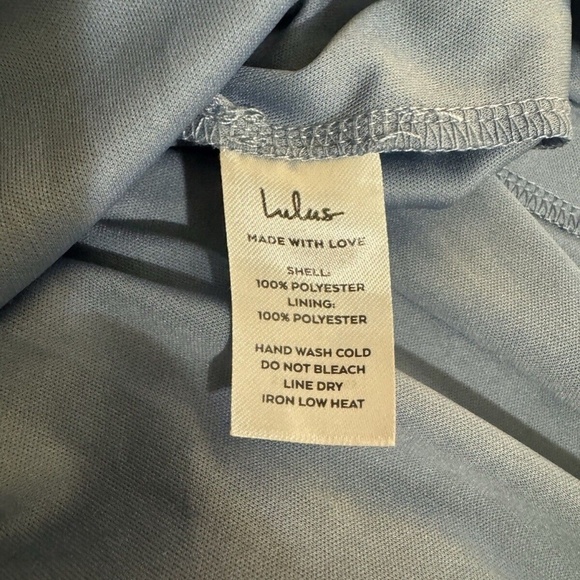 Lulus
MADE WITH LOVE
SHELL:
100% POLYESTER
LINING:
100% POLYESTER
HAND WASH COLD
DO NOT BLEACH
LINE DRY
IRON LOW HEAT